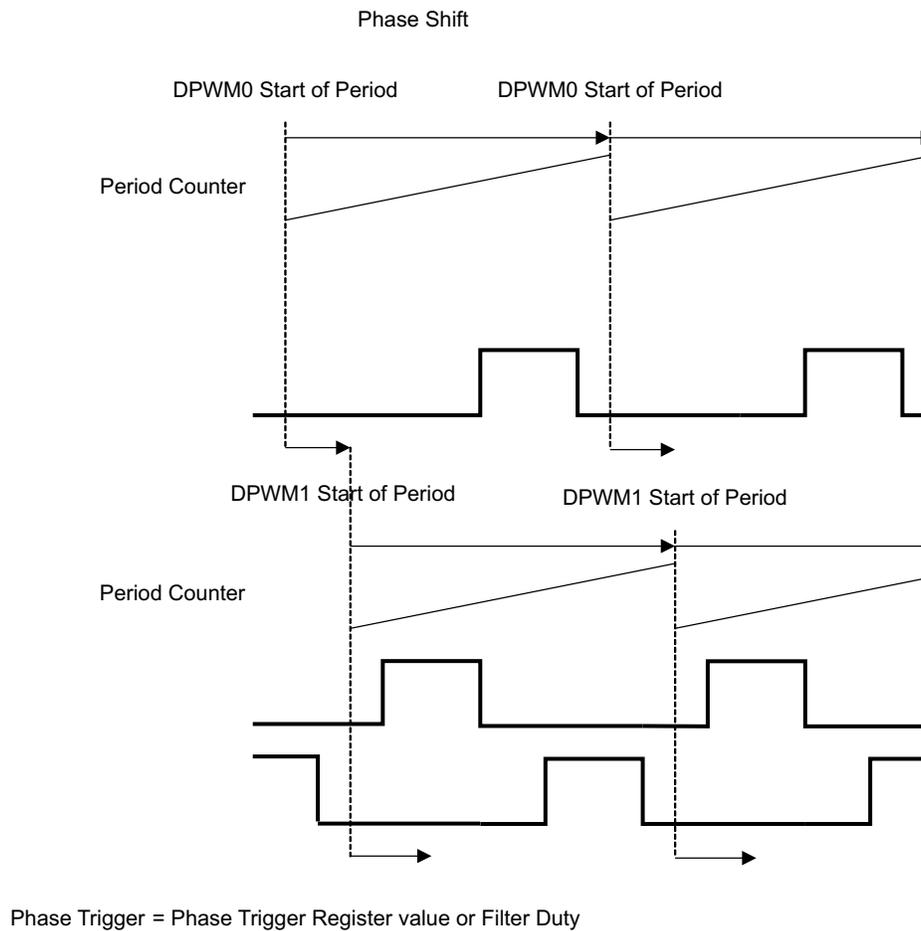 Phase Shift
DPWM0 Start of Period
DPWM0 Start of Period
Period Counter
DPWM1 Start of Period
DPWM1 Start of Period
Period Counter
Phase Trigger = Phase Trigger Register value or Filter Duty